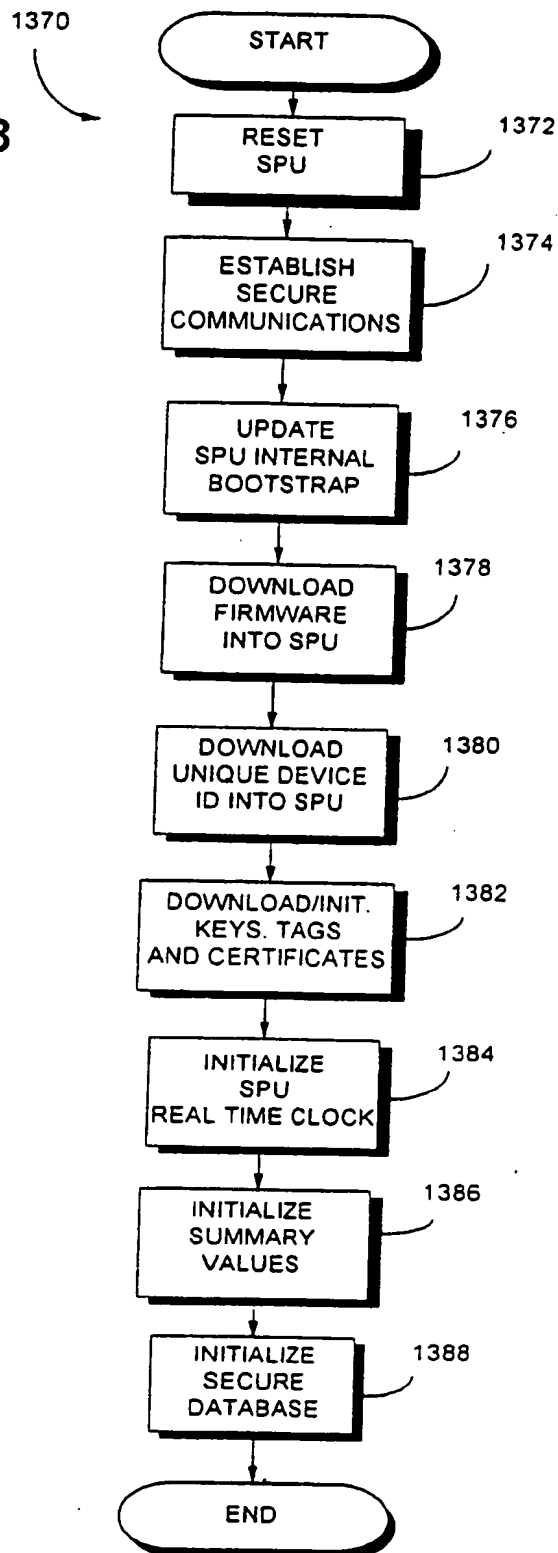 1370
START
3
RESET
SPU
1372
ESTABLISH
SECURE
COMMUNICATIONS
1374
UPDATE
SPU INTERNAL
BOOTSTRAP
1376
DOWNLOAD
FIRMWARE
INTO SPU
1378
DOWNLOAD
UNIQUE DEVICE
ID INTO SPU
1380
DOWNLOAD/INIT.
KEYS. TAGS
AND CERTIFICATES
1382
INITIALIZE
SPU
REAL TIME CLOCK
1384
INITIALIZE
SUMMARY
VALUES
1386
INITIALIZE
SECURE
DATABASE
1388
END